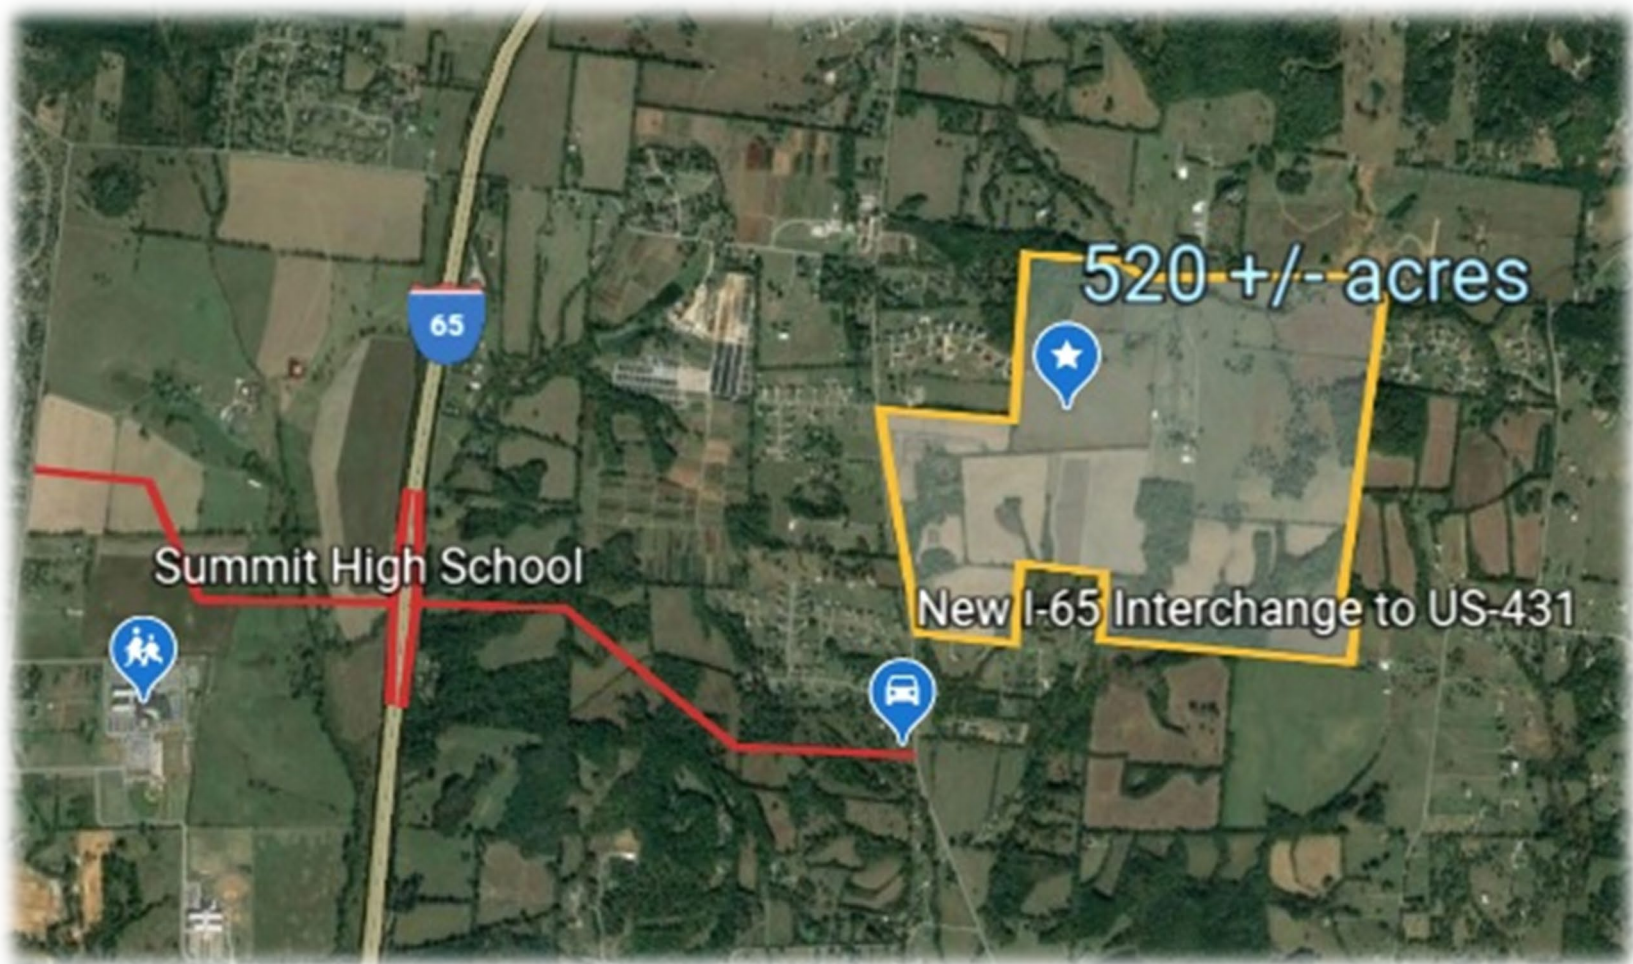 520 +/- acres
65
Summit High School
New I-65 Interchange to US-431